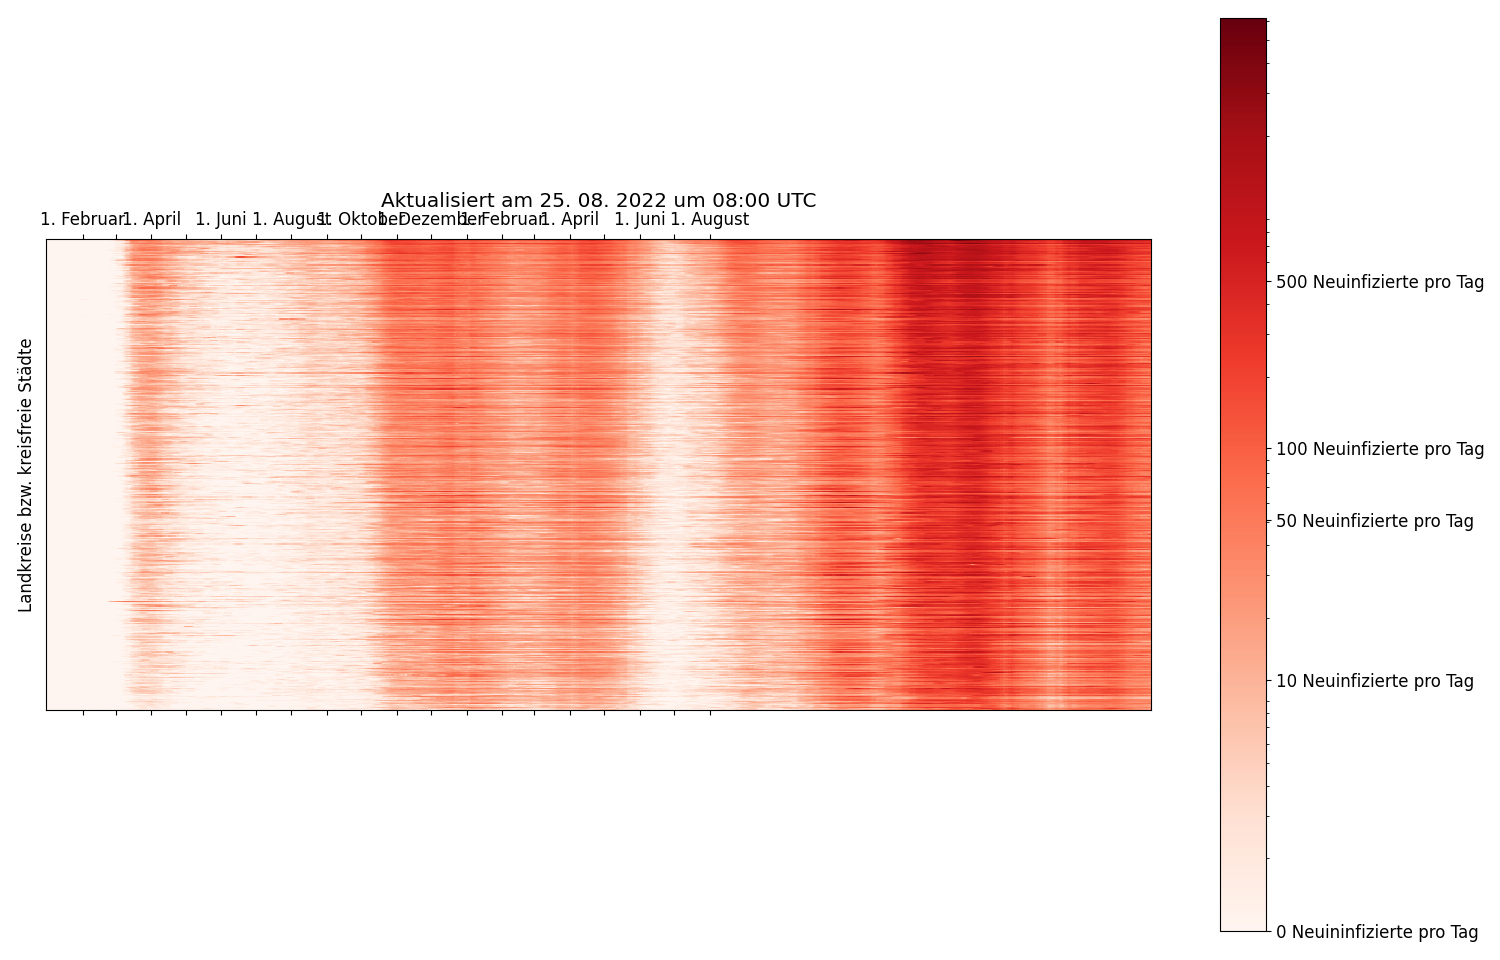 Aktualisiert am 25. 08. 2022 um 08:00 UTC
1. Februar 1. April 1. Juni 1. August 1. Oktober 1. Dezember 1. Februar 1. April 1. Juni 1. August
Landkreise bzw. kreisfreie Städte
500 Neuinfizierte pro Tag
100 Neuinfizierte pro Tag
50 Neuinfizierte pro Tag
10 Neuinfizierte pro Tag
0 Neuininfizierte pro Tag